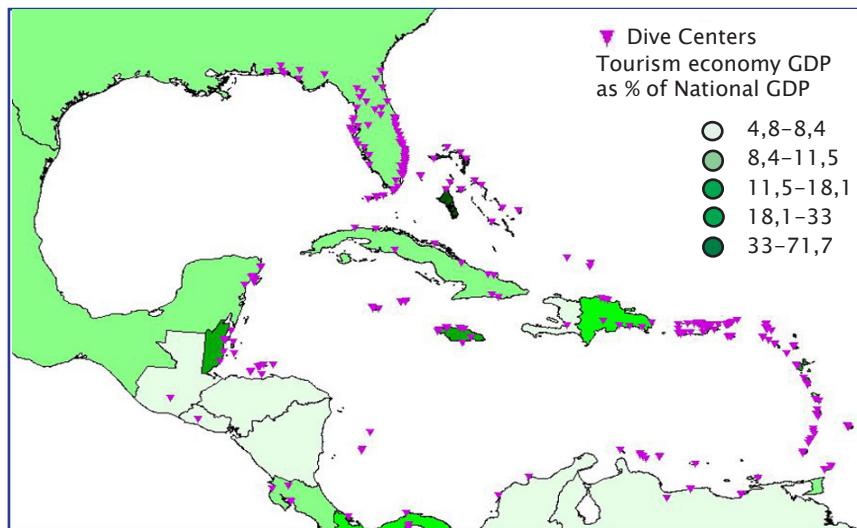 Dive Centers
Tourism economy GDP
as % of National GDP
4,8–8,4
8,4–11,5
11,5–18,1
18,1–33
33–71,7